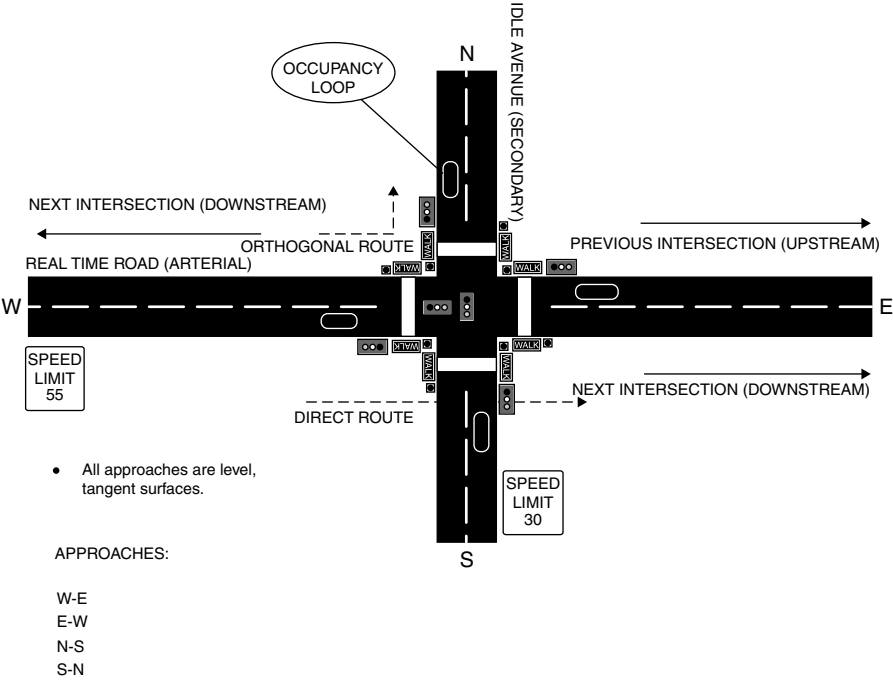 IDLE AVENUE (SECONDARY)
N
OCCUPANCY
LOOP
NEXT INTERSECTION (DOWNSTREAM)
ORTHOGONAL ROUTE
PREVIOUS INTERSECTION (UPSTREAM)
REAL TIME ROAD (ARTERIAL)
WALK
WALK
WALK
WALK
W
E
WALK
WALK
WALK
WALK
SPEED
LIMIT
55
NEXT INTERSECTION (DOWNSTREAM)
DIRECT ROUTE
SPEED
LIMIT
30
• All approaches are level,
tangent surfaces.
S
APPROACHES:
W-E
E-W
N-S
S-N